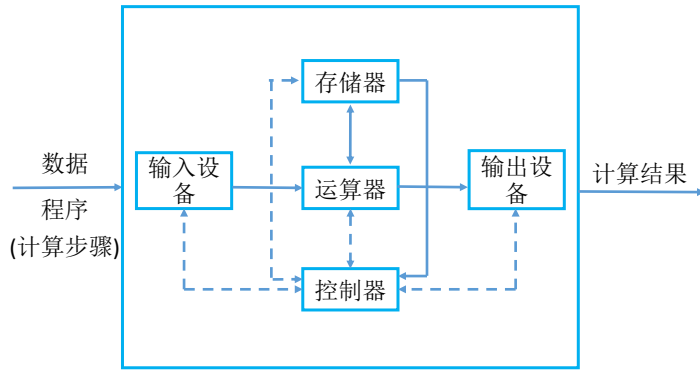 存储器
数据
程序
(计算步骤)
输入设
备
运算器
输出设
备
计算结果
控制器